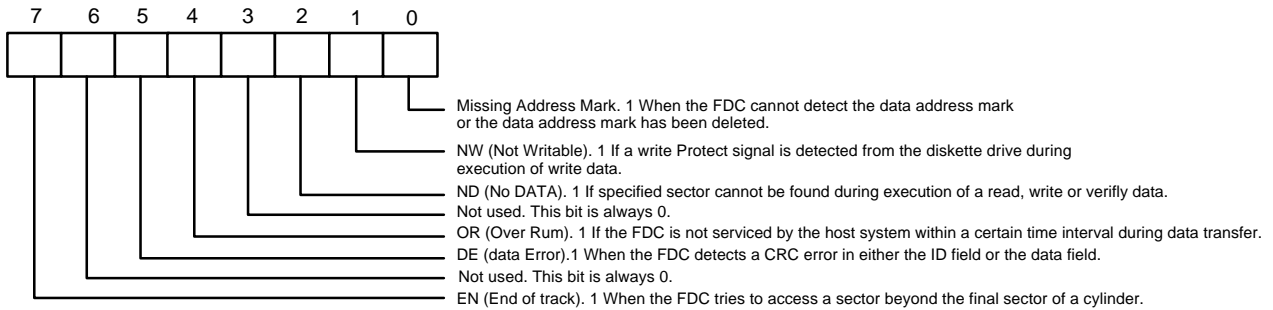 7 6 5 4 3 2 1 0
Missing Address Mark. 1 When the FDC cannot detect the data address mark
or the data address mark has been deleted.
NW (Not Writable). 1 If a write Protect signal is detected from the diskette drive during
execution of write data.
ND (No DATA). 1 If specified sector cannot be found during execution of a read, write or verifly data.
Not used. This bit is always 0.
OR (Over Rum). 1 If the FDC is not serviced by the host system within a certain time interval during data transfer.
DE (data Error).1 When the FDC detects a CRC error in either the ID field or the data field.
Not used. This bit is always 0.
EN (End of track). 1 When the FDC tries to access a sector beyond the final sector of a cylinder.